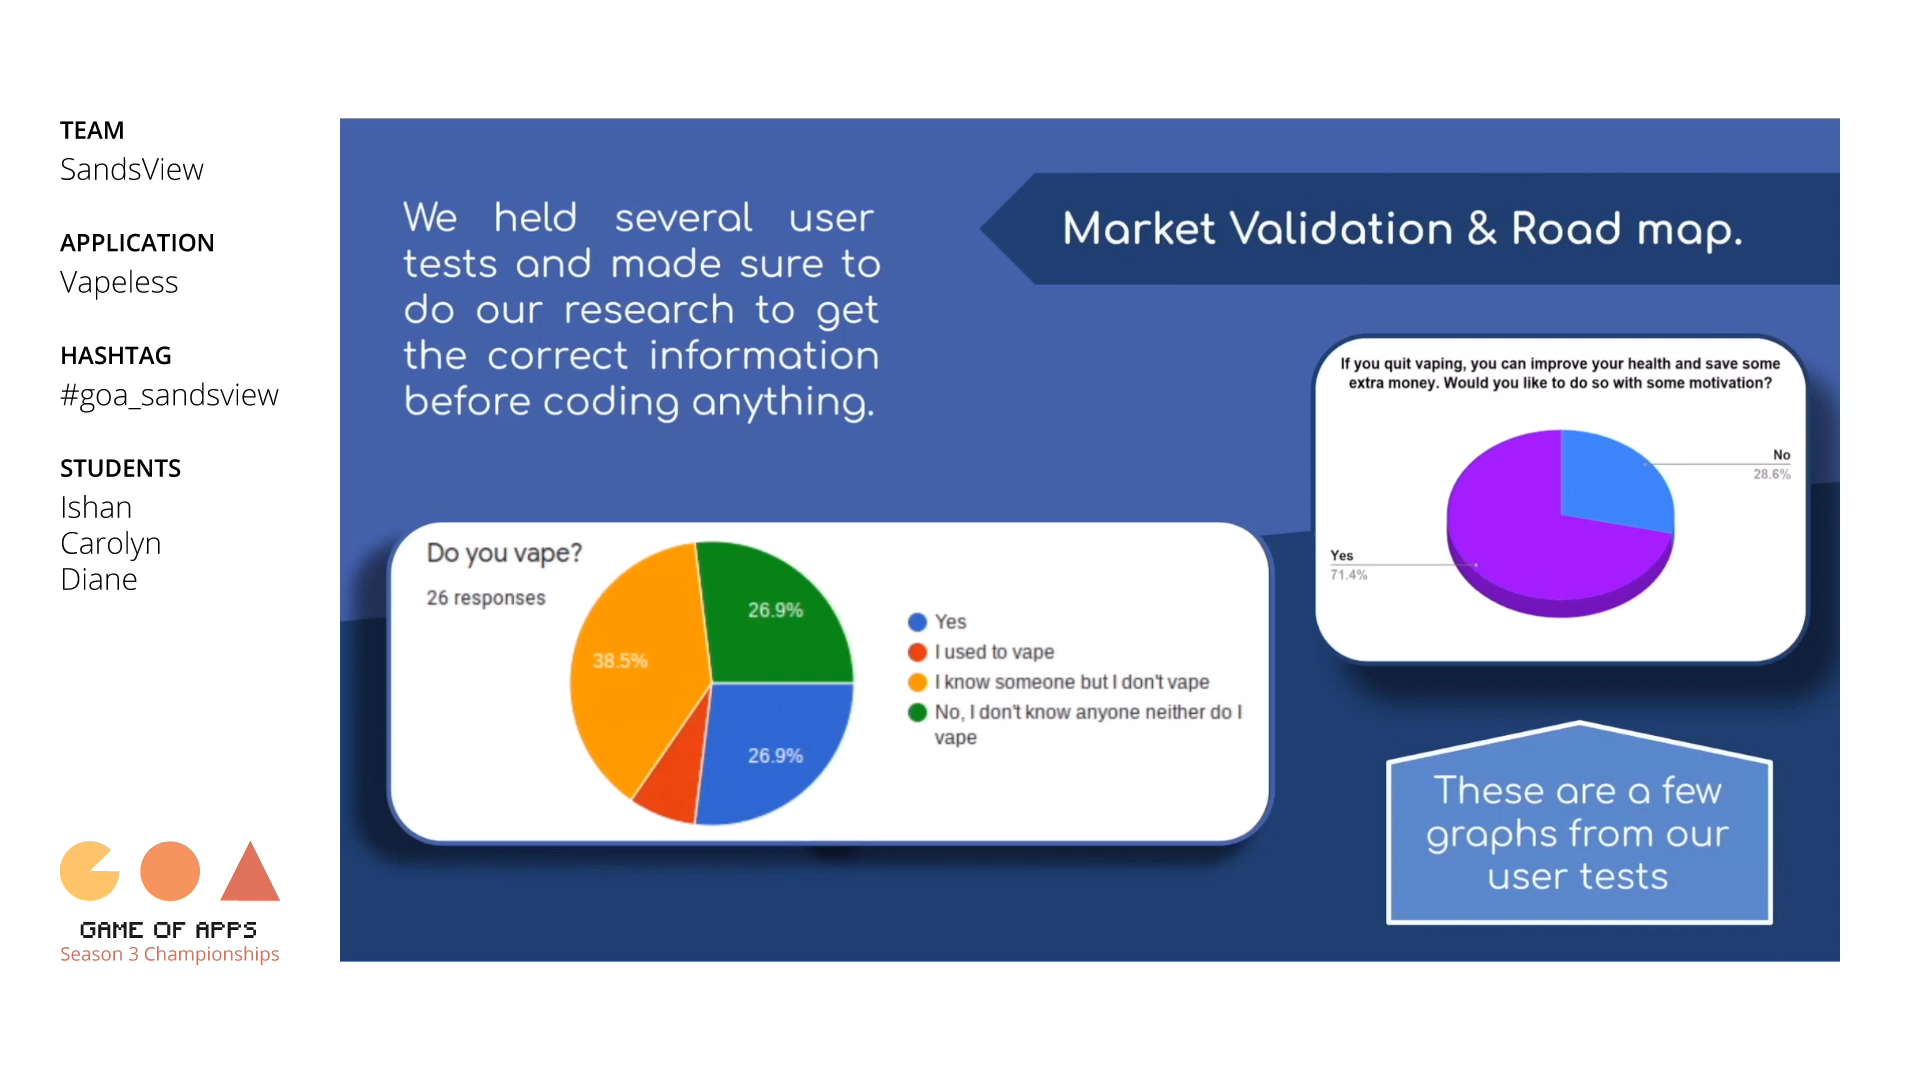 TEAM
SandsView
APPLICATION
Vapeless
HASHTAG
#goa_sandsview
STUDENTS
Ishan
Carolyn
Diane
GAME OF APPS
Season 3 Championships
We held several user
tests and made sure to
do our research to get
the correct information
before coding anything.
Market Validation & Road map.
If you quit vaping, you can improve your health and save some
extra money. Would you like to do so with some motivation?
No
28.6%
Yes
71.4%
Do you vape?
26 responses
26.9%
38.5%
26.9%
Yes
I used to vape
I know someone but I don't vape
No, I don't know anyone neither do I
vape
These are a few
graphs from our
user tests